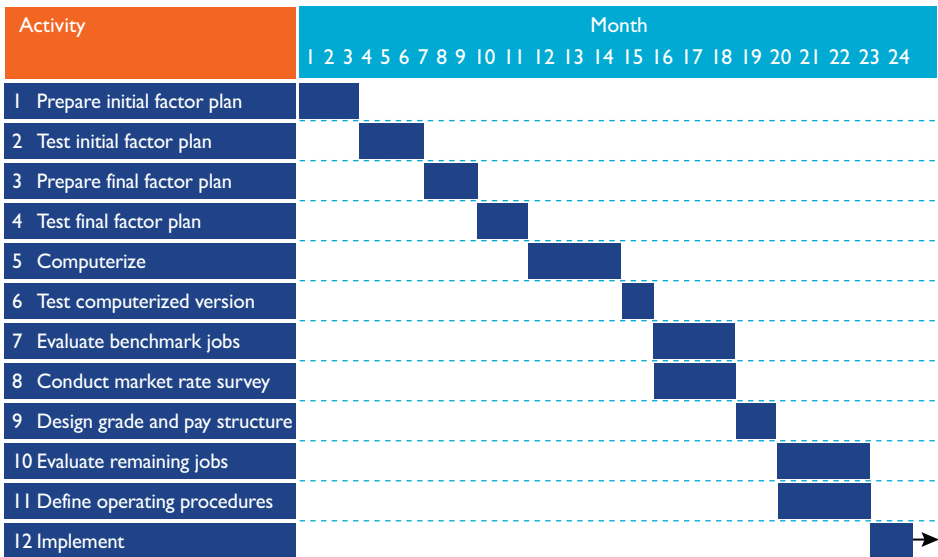 Activity
Month
1 2 3 4 5 6 7 8 9 10 11 12 13 14 15 16 17 18 19 20 21 22 23 24
1 Prepare initial factor plan
2 Test initial factor plan
3 Prepare final factor plan
4 Test final factor plan
5 Computerize
6 Test computerized version
7 Evaluate benchmark jobs
8 Conduct market rate survey
9 Design grade and pay structure
10 Evaluate remaining jobs
11 Define operating procedures
12 Implement